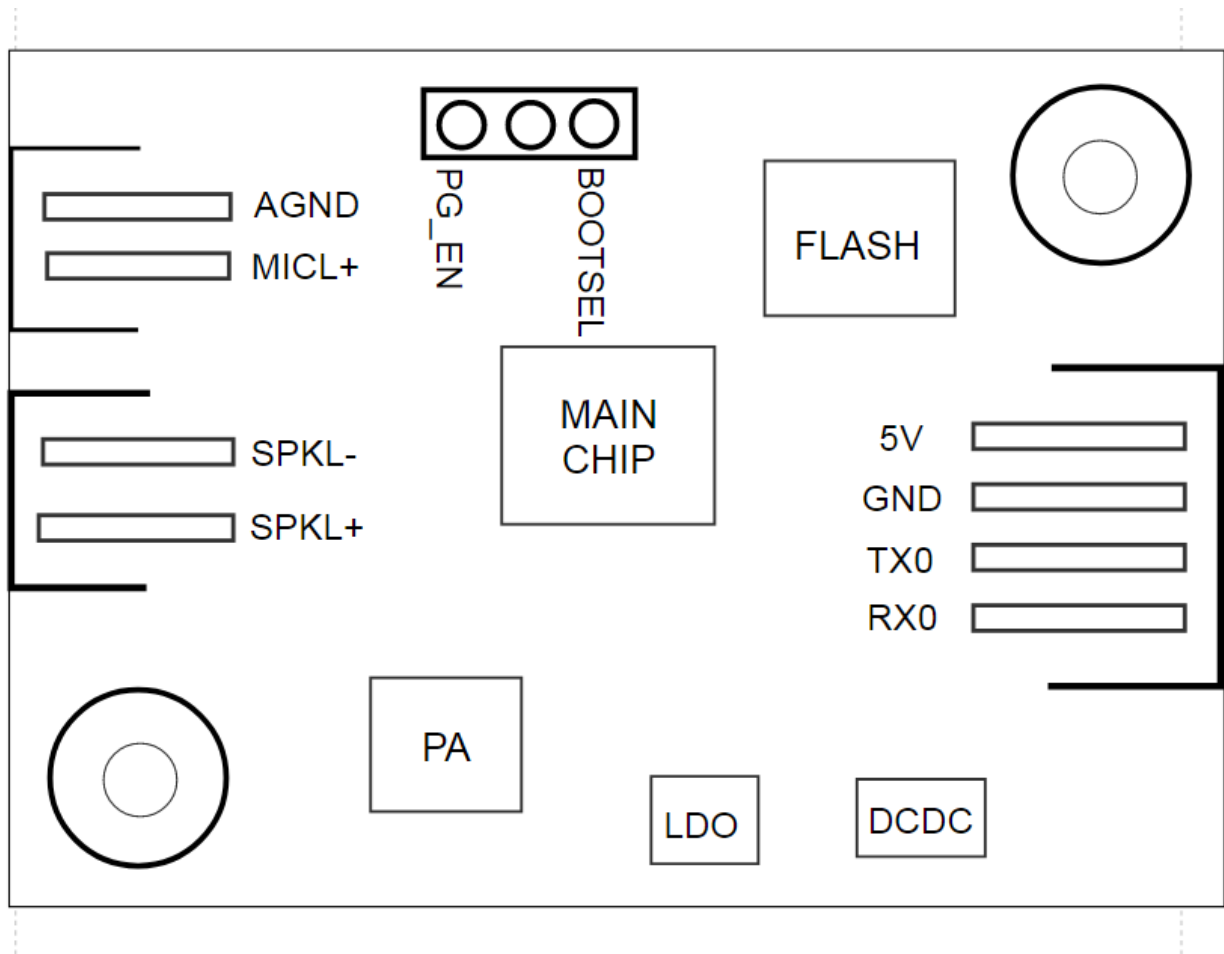 PG_EN
BOOTSEL
AGND
MICL+
FLASH
MAIN
CHIP
SPKL-
SPKL+
5V
GND
TX0
RX0
PA
LDO
DCDC